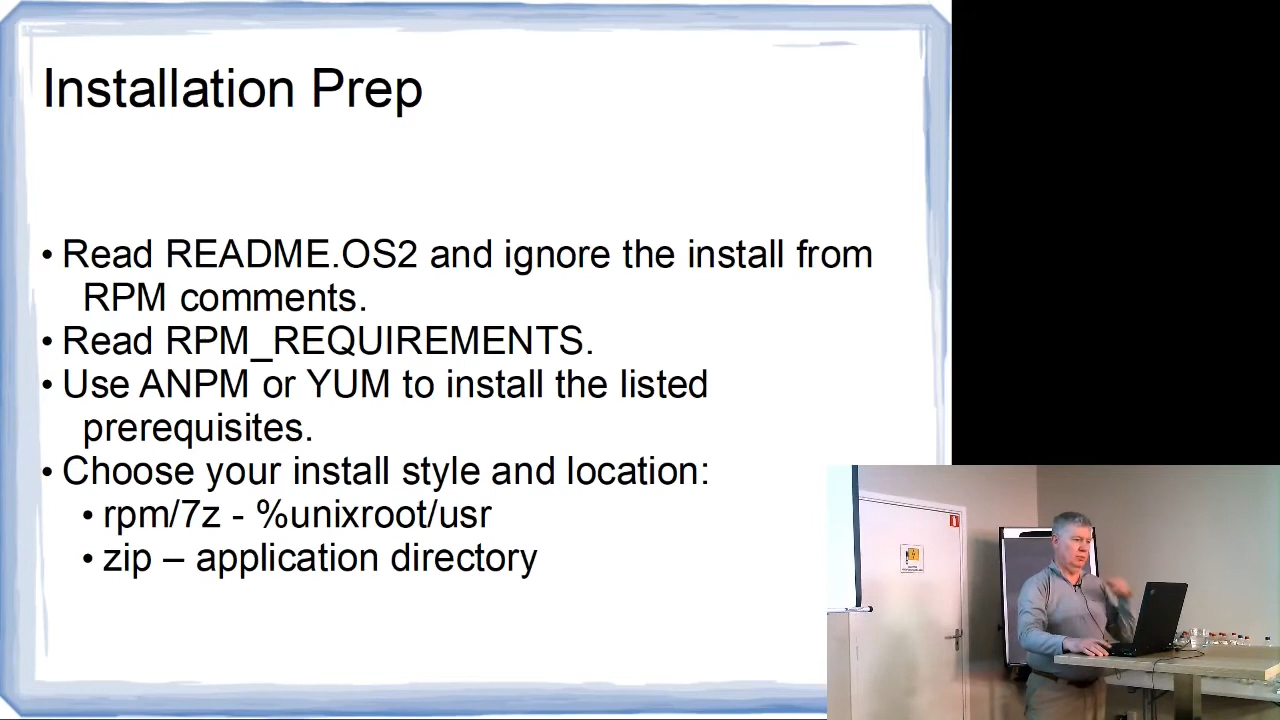 Installation Prep
• Read README.OS2 and ignore the install from
RPM comments.
• Read RPM_REQUIREMENTS.
• Use ANPM or YUM to install the listed
prerequisites.
• Choose your install style and location:
• rpm/7z - %unixroot/usr
• zip – application directory